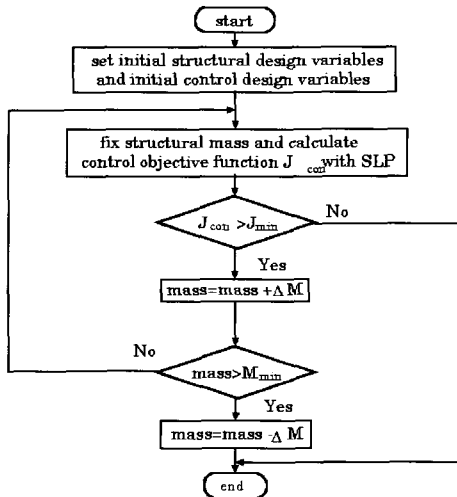 start
set initial structural design variables
and initial control design variables
fix structural mass and calculate
control objective function J con with SLP
J con > J min
No
Yes
mass=mass +Δ M
No
mass>M min
Yes
mass=mass -Δ M
end